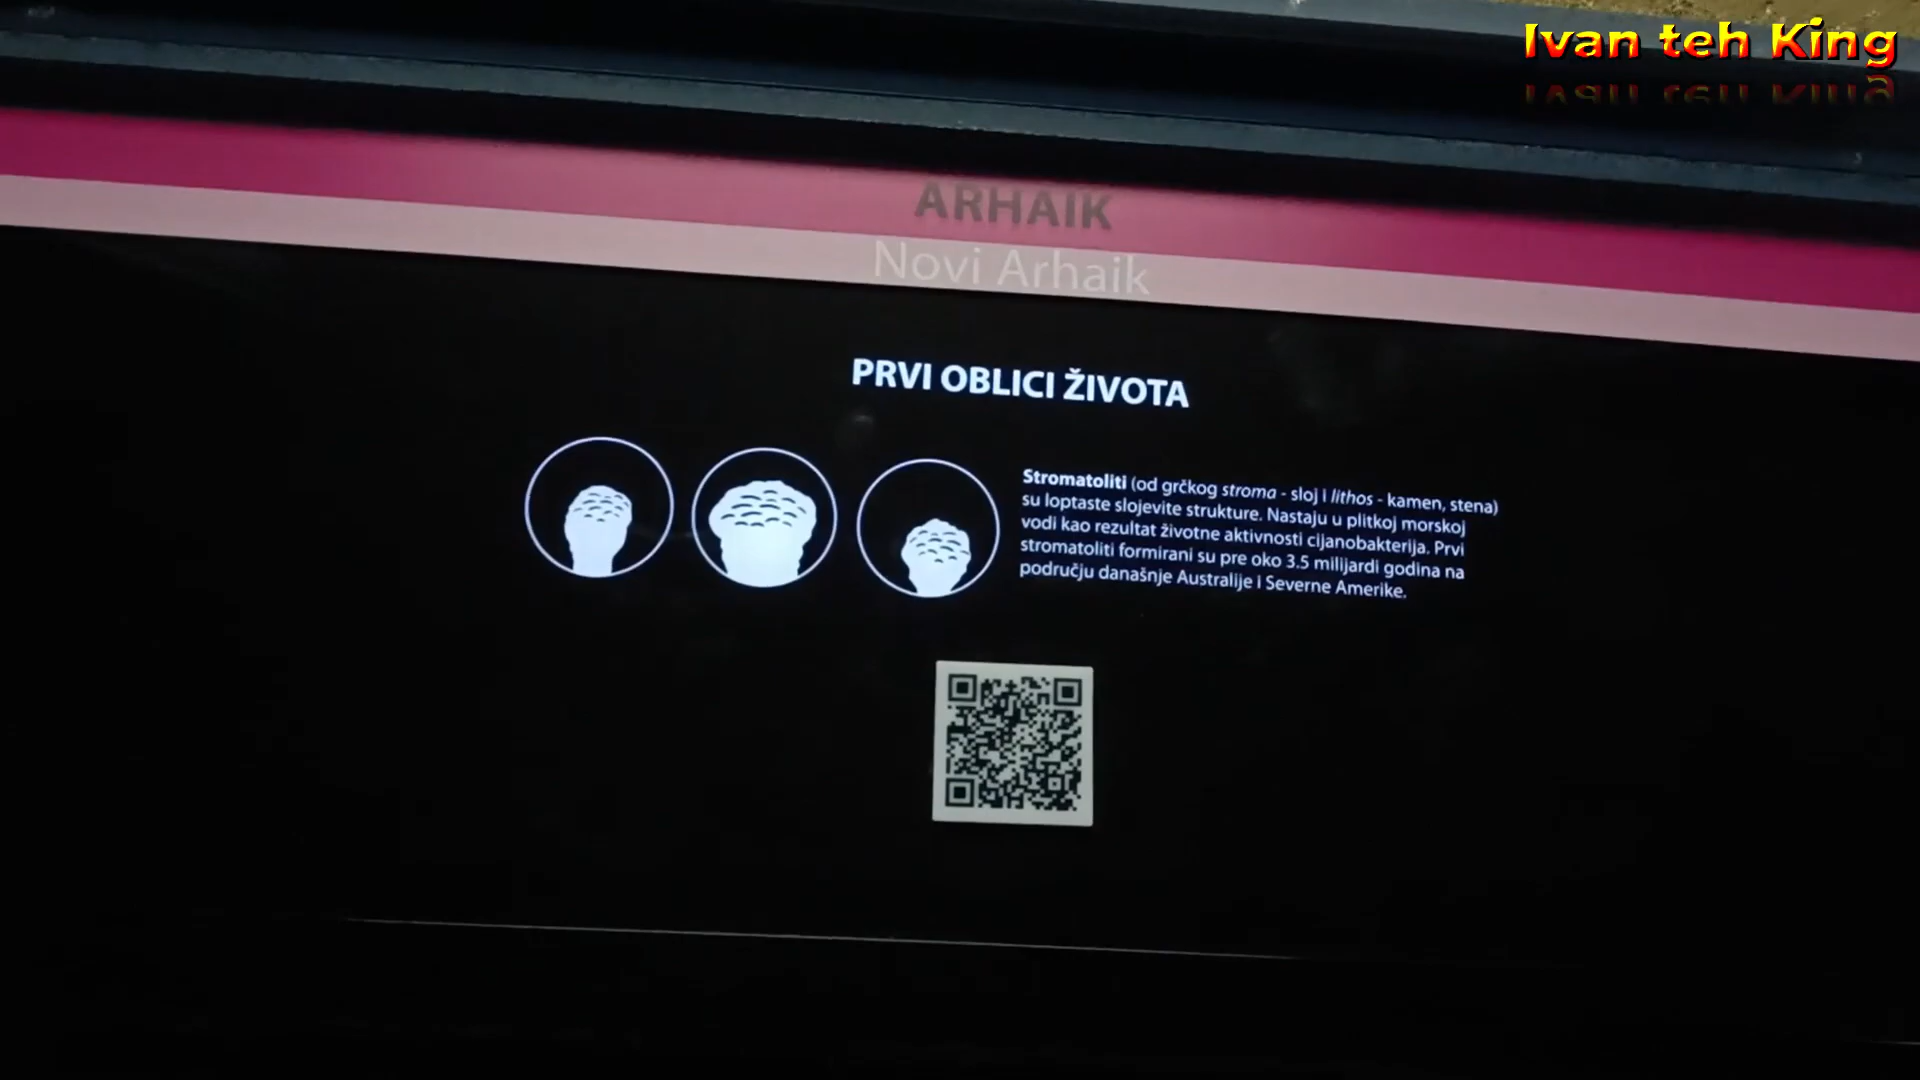 Ivan teh King
ARHAIK
Novi Arhaik
PRVI OBLICI ŽIVOTA
Stromatoliti (od grčkog stroma - sloj i lithos - kamen, stena)
su loptaste slojevite strukture. Nastaju u plitkoj morskoj
vodi kao rezultat životne aktivnosti cijanobakterija. Prvi
stromatoliti formirani su pre oko 3.5 milijardi godina na
području današnje Australije i Severne Amerike.